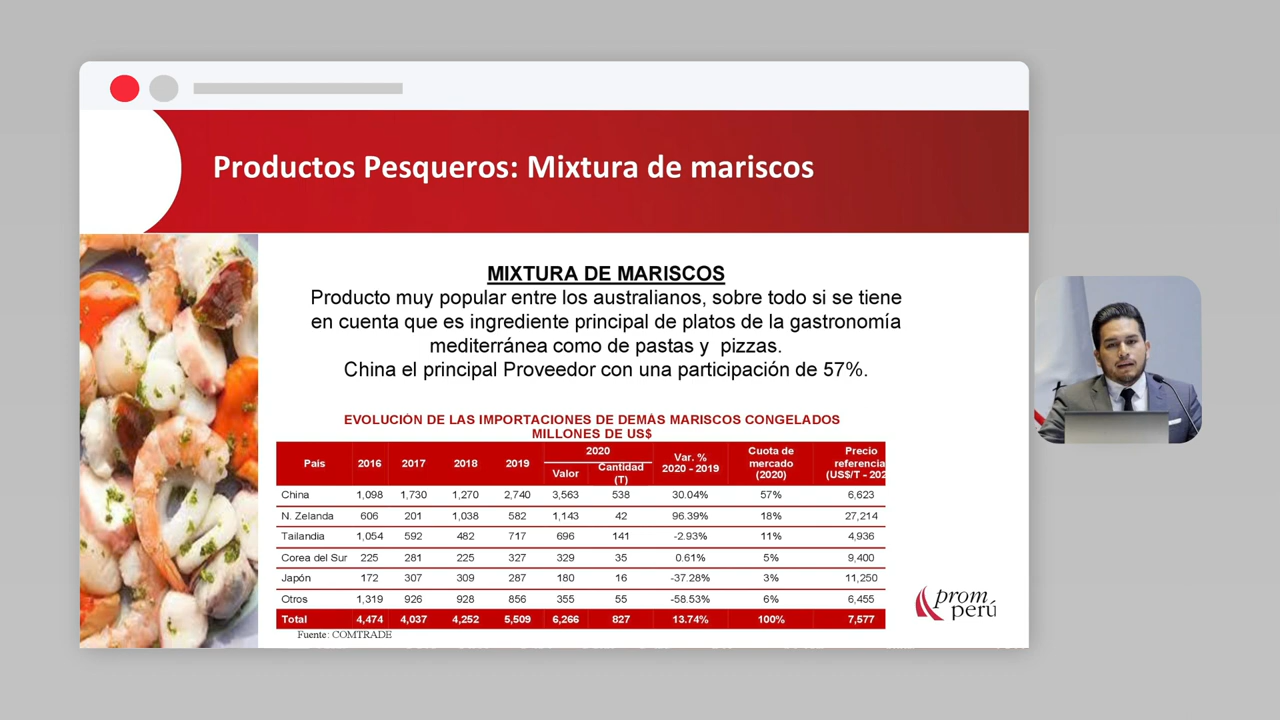 Productos Pesqueros: Mixtura de mariscos
MIXTURA DE MARISCOS
Producto muy popular entre los australianos, sobre todo si se tiene
en cuenta que es ingrediente principal de platos de la gastronomía
mediterránea como de pastas y pizzas.
China el principal Proveedor con una participación de 57%.
EVOLUCIÓN DE LAS IMPORTACIONES DE DEMÁS MARISCOS CONGELADOS
MILLONES DE US$
País 2016 2017 2018 2019 2020 Valor Cantidad (T) Var. % 2020 - 2019 Cuota de mercado (2020) Precio referencia (US$/T - 202
China 1,098 1,730 1,270 2,740 3,563 538 30.04% 57% 6,623
N. Zelanda 606 201 1,038 582 1,143 42 96.39% 18% 27,214
Tailandia 1,054 592 482 717 696 141 -2.93% 11% 4,936
Corea del Sur 225 281 225 327 329 35 0.61% 5% 9,400
Japón 172 307 309 287 180 16 -37.28% 3% 11,250
Otros 1,319 926 928 856 355 55 -58.53% 6% 6,455
Total 4,474 4,037 4,252 5,509 6,266 827 13.74% 100% 7,577
Fuente: COMTRADE
prom
perú